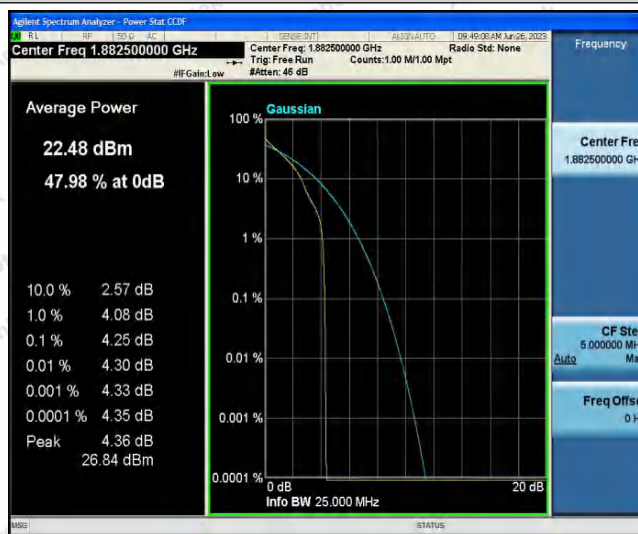 Agilent Spectrum Analyzer - Power Stat CCDF
RL RF 50 Ω AC SENSE:INT ALIGNAUTO 09:49:08 AM Jun 26, 2023
Center Freq 1.882500000 GHz
Center Freq: 1.882500000 GHz Radio Std: None
Trig: Free Run Counts:1.00 M/1.00 Mpt
#IFGain:Low #Atten: 46 dB
Frequency
Average Power
22.48 dBm
47.98 % at 0dB
10.0 % 2.57 dB
1.0 % 4.08 dB
0.1 % 4.25 dB
0.01 % 4.30 dB
0.001 % 4.33 dB
0.0001 % 4.35 dB
Peak 4.36 dB
26.84 dBm
Gaussian
100 %
10 %
1 %
0.1 %
0.01 %
0.001 %
0.0001 %
0 dB 20 dB
Info BW 25.000 MHz
Center Fre
1.882500000 GH
CF Ste
5.000000 MH
Auto Ma
Freq Offse
0 H
MSG STATUS